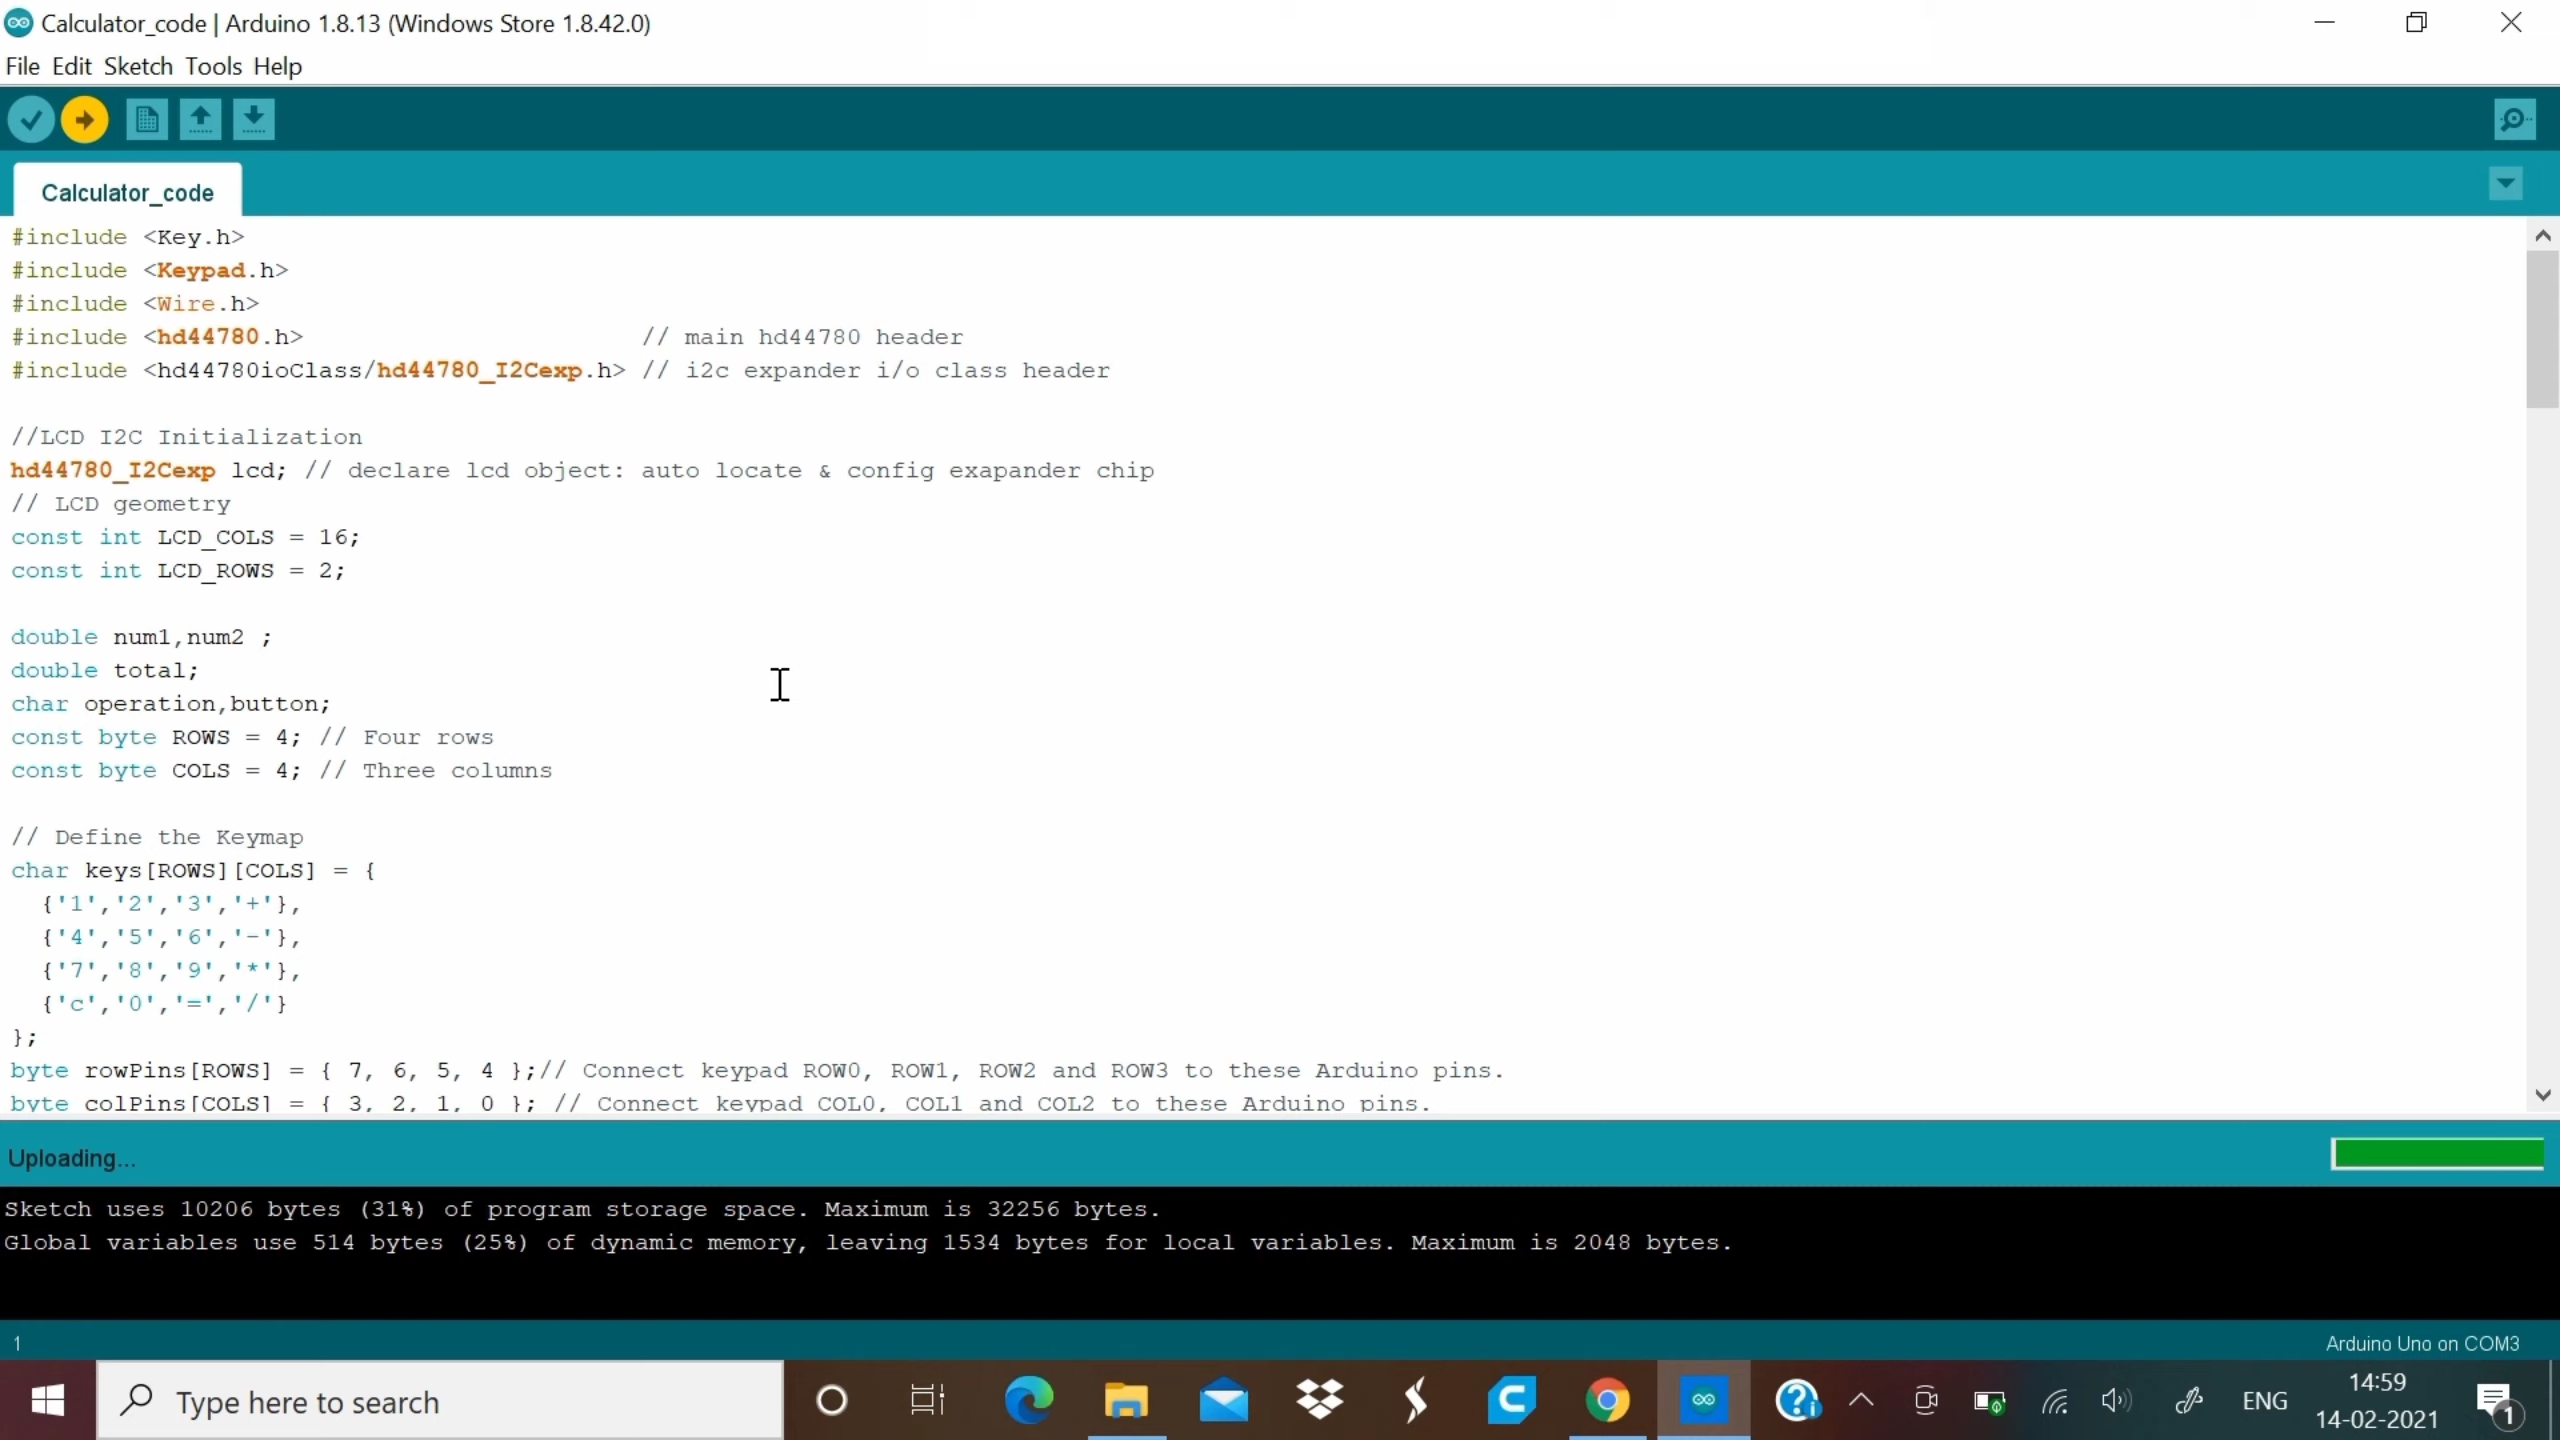 Calculator_code | Arduino 1.8.13 (Windows Store 1.8.42.0)
File Edit Sketch Tools Help
Calculator_code
#include <Key.h>
#include <Keypad.h>
#include <Wire.h>
#include <hd44780.h>                       // main hd44780 header
#include <hd44780ioClass/hd44780_I2Cexp.h> // i2c expander i/o class header
//LCD I2C Initialization
hd44780_I2Cexp lcd; // declare lcd object: auto locate & config exapander chip
// LCD geometry
const int LCD_COLS = 16;
const int LCD_ROWS = 2;
double num1,num2 ;
double total;
char operation,button;
const byte ROWS = 4; // Four rows
const byte COLS = 4; // Three columns
// Define the Keymap
char keys[ROWS][COLS] = {
  {'1','2','3','+'},
  {'4','5','6','-'},
  {'7','8','9','*'},
  {'c','0','=','/'}
};
byte rowPins[ROWS] = { 7, 6, 5, 4 };// Connect keypad ROW0, ROW1, ROW2 and ROW3 to these Arduino pins.
byte colPins[COLS] = { 3, 2, 1, 0 }; // Connect keypad COL0, COL1 and COL2 to these Arduino pins.
Uploading...
Sketch uses 10206 bytes (31%) of program storage space. Maximum is 32256 bytes.
Global variables use 514 bytes (25%) of dynamic memory, leaving 1534 bytes for local variables. Maximum is 2048 bytes.
1
Arduino Uno on COM3
Type here to search
ENG
14:59
14-02-2021
1